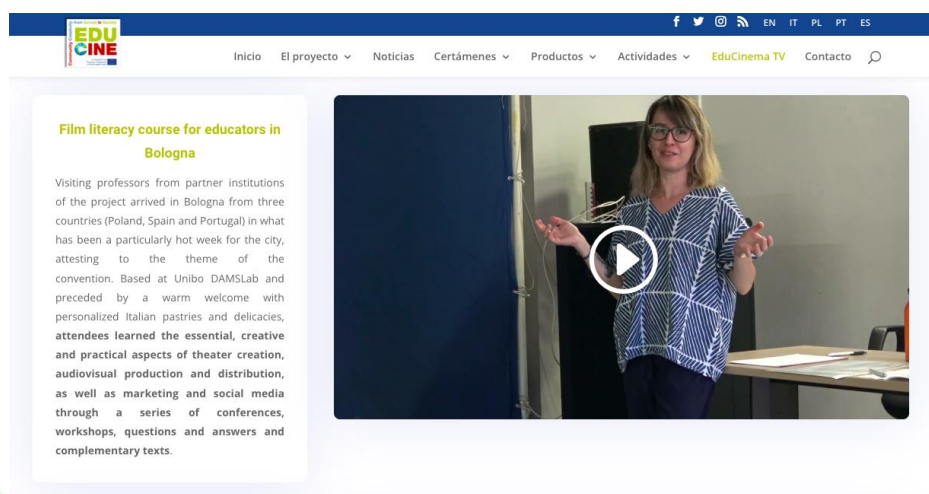 from School to Society
EDU
CINE
EN IT PL PT ES
Inicio El proyecto Noticias Certámenes Productos Actividades EduCinema TV Contacto
Film literacy course for educators in
Bologna
Visiting professors from partner institutions
of the project arrived in Bologna from three
countries (Poland, Spain and Portugal) in what
has been a particularly hot week for the city,
attesting to the theme of the
convention. Based at Unibo DAMSLab and
preceded by a warm welcome with
personalized Italian pastries and delicacies,
attendees learned the essential, creative
and practical aspects of theater creation,
audiovisual production and distribution,
as well as marketing and social media
through a series of conferences,
workshops, questions and answers and
complementary texts.